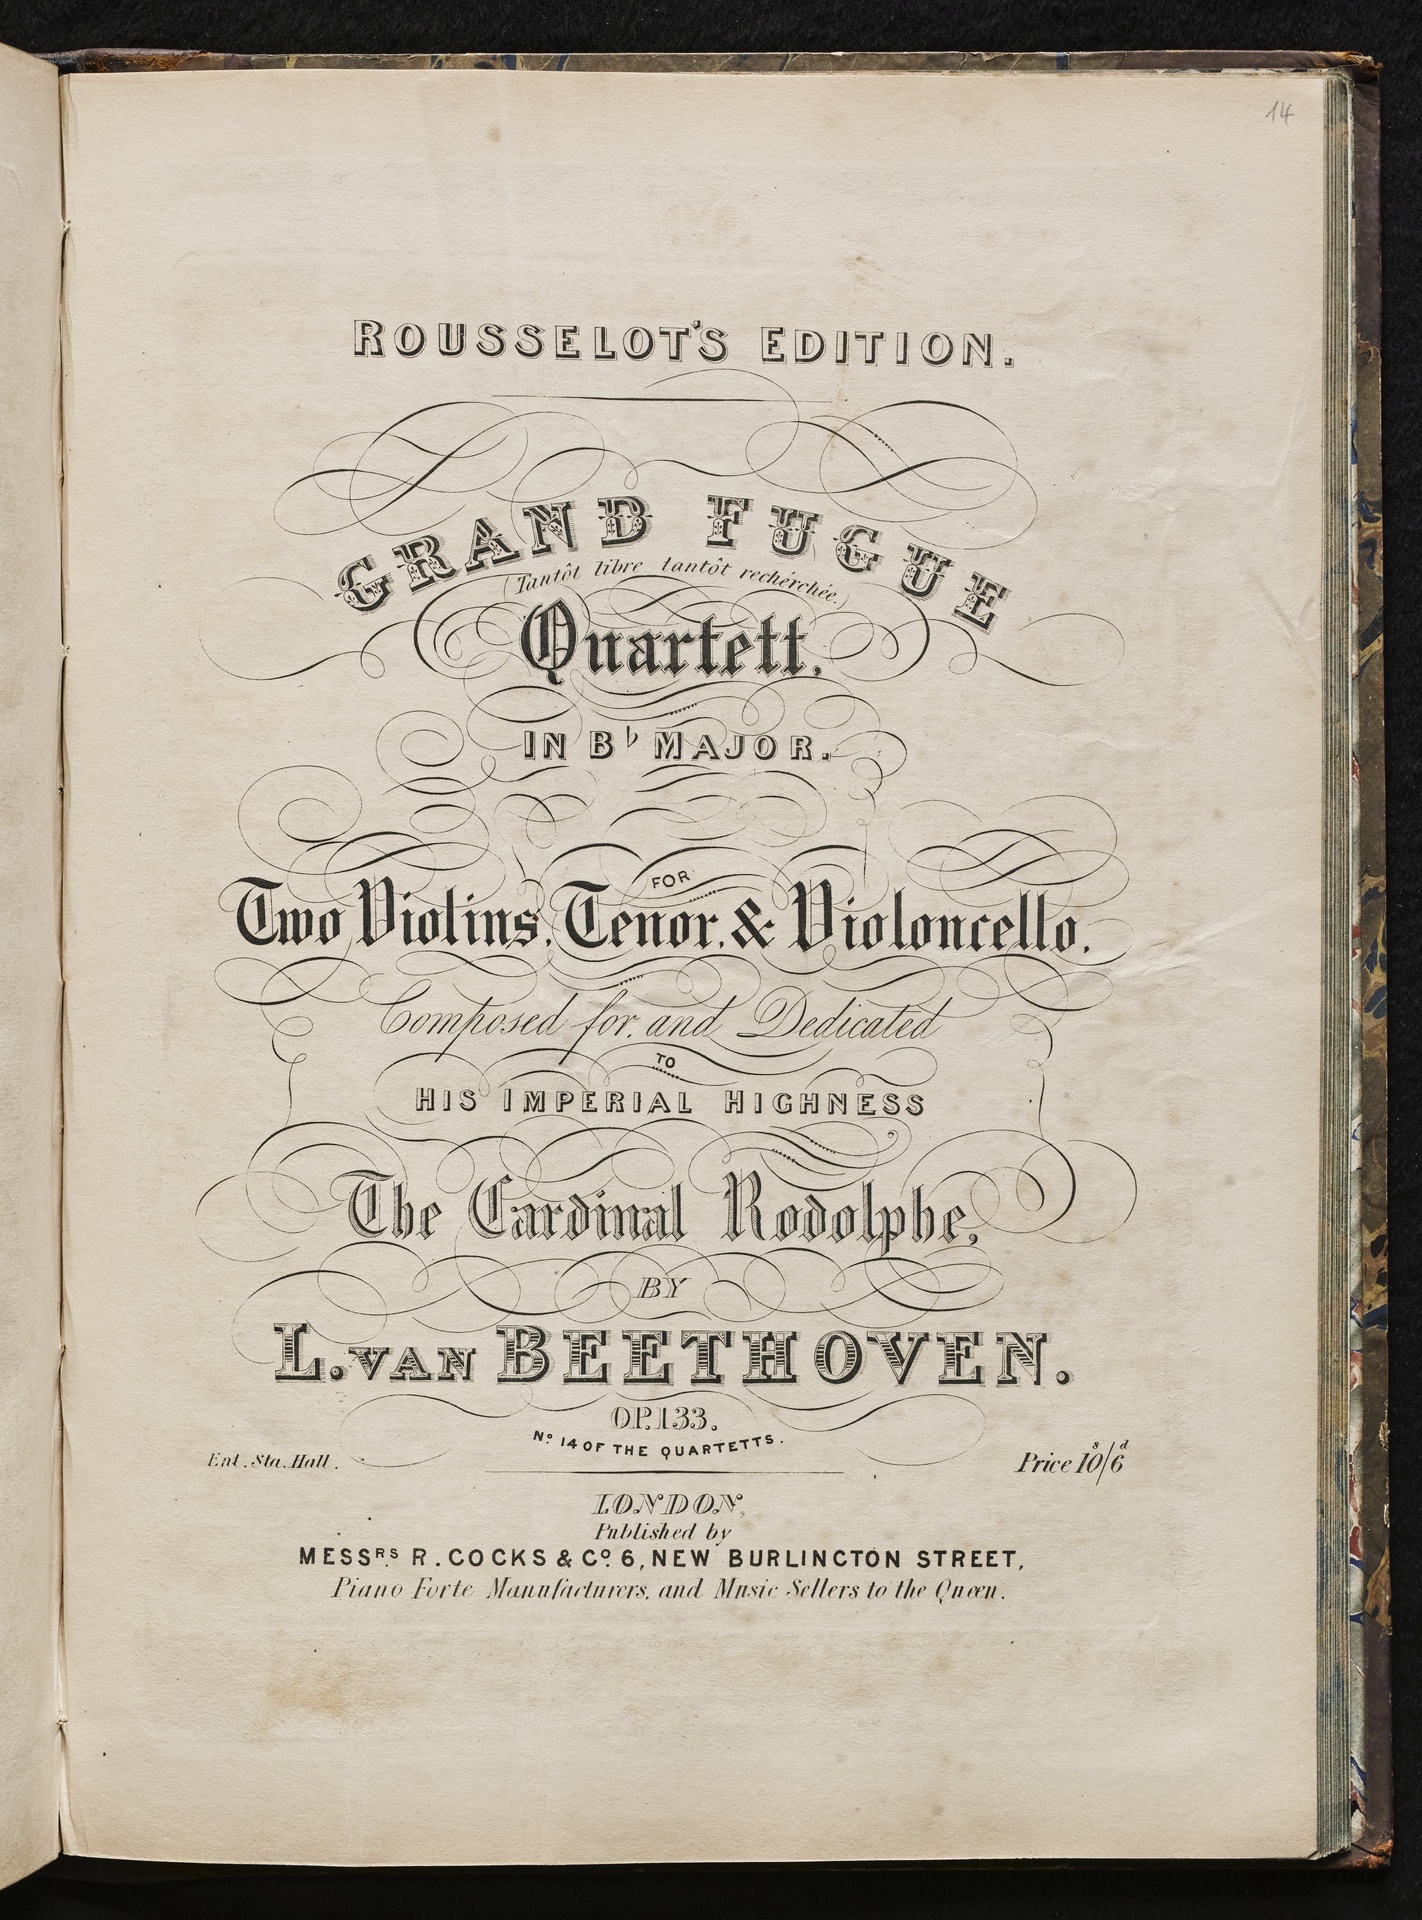 14
ROUSSELOT'S EDITION.
GRAND FUGUE
(Tantôt libre tantôt recherchée.)
Quartett,
IN B♭ MAJOR.
FOR
Two Violins, Tenor, & Violoncello,
Composed for, and Dedicated
TO
HIS IMPERIAL HIGHNESS
The Cardinal Rodolphe,
BY
L. VAN BEETHOVEN.
OP. 133.
No. 14 OF THE QUARTETTS.
Ent. Sta. Hall.
Price 10s/6d
LONDON,
Published by
MESSRS R. COCKS & Co. 6, NEW BURLINGTON STREET,
Piano Forte Manufacturers, and Music Sellers to the Queen.